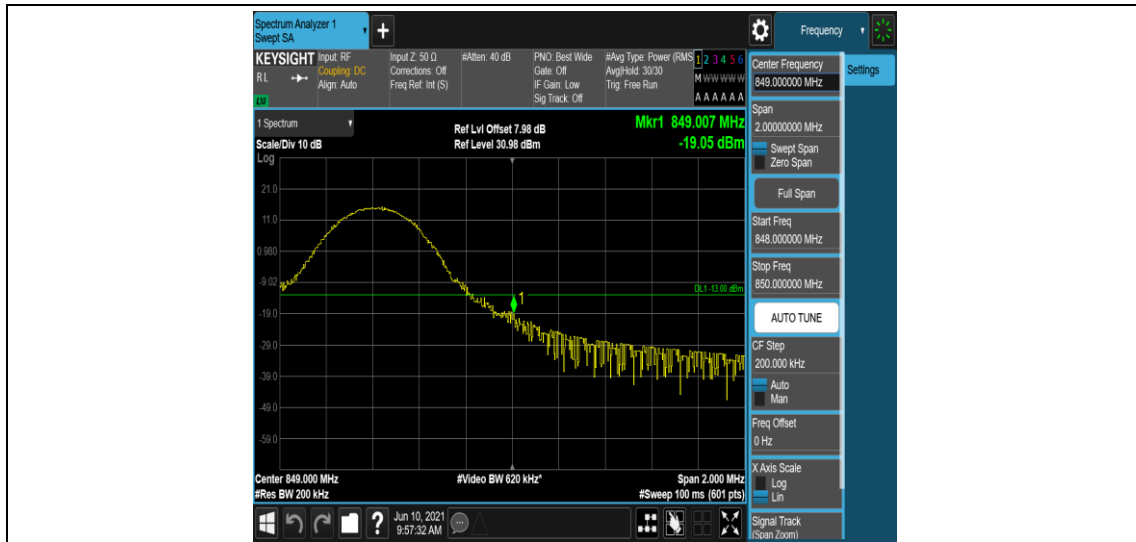 Spectrum Analyzer 1
Swept SA
+
Frequency
KEYSIGHT
RL
LXI
Input: RF
Coupling: DC
Align: Auto
Input Z: 50 Ω
Corrections: Off
Freq Ref: Int (S)
#Atten: 40 dB
PNO: Best Wide
Gate: Off
IF Gain: Low
Sig Track: Off
#Avg Type: Power (RMS
Avg|Hold: 30/30
Trig: Free Run
1 2 3 4 5 6
M W W W W W
A A A A A A
Center Frequency
849.000000 MHz
Settings
Span
2.00000000 MHz
Swept Span
Zero Span
Full Span
Start Freq
848.000000 MHz
Stop Freq
850.000000 MHz
AUTO TUNE
CF Step
200.000 kHz
Auto
Man
Freq Offset
0 Hz
X Axis Scale
Log
Lin
Signal Track
(Span Zoom)
1 Spectrum
Scale/Div 10 dB
Log
Ref Lvl Offset 7.98 dB
Ref Level 30.98 dBm
Mkr1 849.007 MHz
-19.05 dBm
21.0
11.0
0.980
-9.02
DL1 -13.00 dBm
1
-19.0
-29.0
-39.0
-49.0
-59.0
Center 849.000 MHz
#Res BW 200 kHz
#Video BW 620 kHz*
Span 2.000 MHz
#Sweep 100 ms (601 pts)
?
Jun 10, 2021
9:57:32 AM